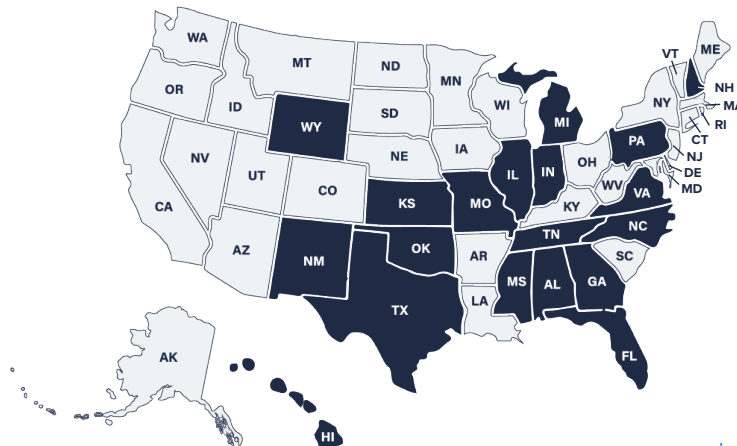 WA
ME
VT
MT
ND
MN
OR
NH
ID
WI
NY
MA
SD
WY
MI
RI
CT
PA
IA
NE
NV
OH
NJ
UT
IL
IN
DE
CO
WV
MD
VA
KS
MO
KY
CA
NC
TN
OK
AZ
NM
AR
SC
MS
AL
GA
LA
TX
AK
FL
HI